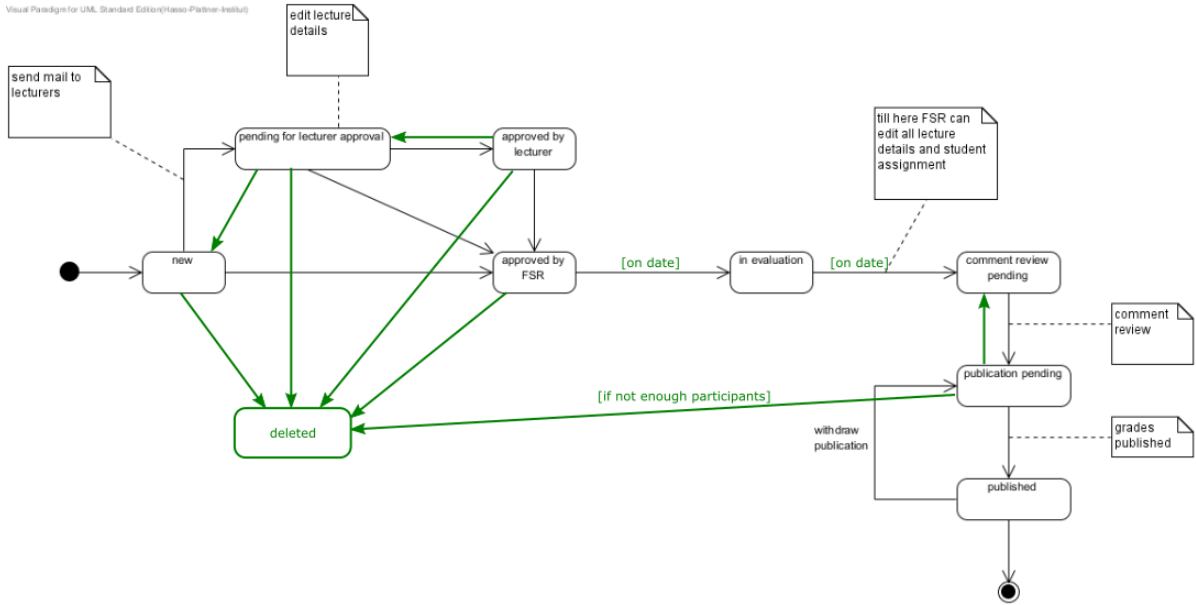 Visual Paradigm for UML Standard Edition(Hasso-Plattner-Institut)
edit lecture
details
send mail to
lecturers
pending for lecturer approval
approved by
lecturer
till here FSR can
edit all lecture
details and student
assignment
new
approved by
FSR
[on date]
in evaluation
[on date]
comment review
pending
comment
review
publication pending
[if not enough participants]
deleted
withdraw
publication
grades
published
published